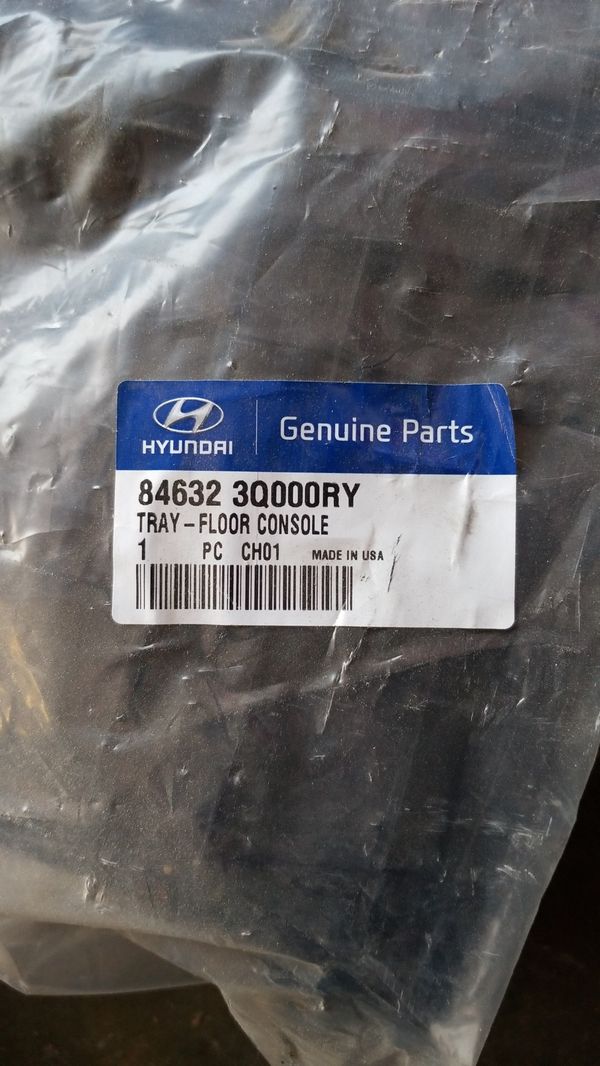 HYUNDAI
Genuine Parts
84632 3Q000RY
TRAY-FLOOR CONSOLE
1 PC CH01 MADE IN USA